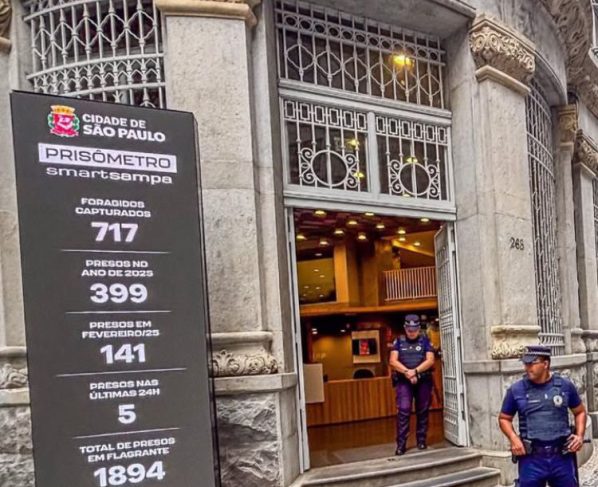 CIDADE DE
SÃO PAULO
PRISÔMETRO
smartsampa
FORAGIDOS
CAPTURADOS
717
PRESOS NO
ANO DE 2025
399
PRESOS EM
FEVEREIRO/25
141
PRESOS NAS
ÚLTIMAS 24H
5
TOTAL DE PRESOS
EM FLAGRANTE
1894
268